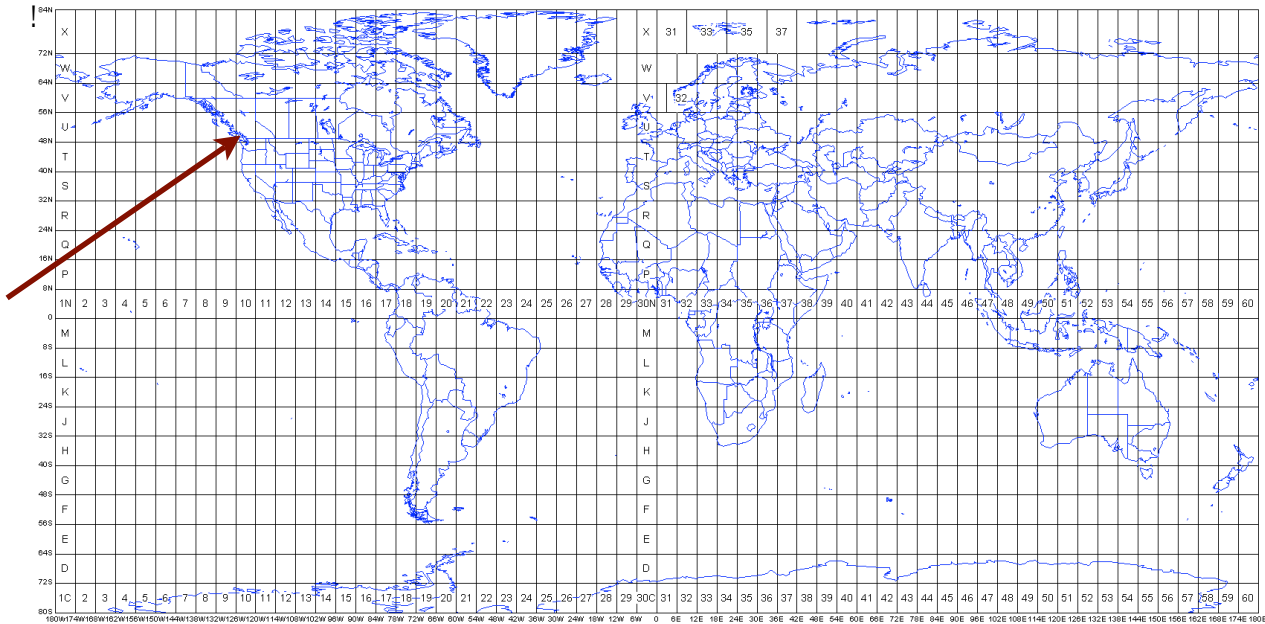 !
84N
X X 31 33 35 37
72N
W W
64N
V V 32
56N
U U
48N
T T
40N
S S
32N
R R
24N
Q Q
16N
P P
8N
1N 2 3 4 5 6 7 8 9 10 11 12 13 14 15 16 17 18 19 20 21 22 23 24 25 26 27 28 29 30N 31 32 33 34 35 36 37 38 39 40 41 42 43 44 45 46 47 48 49 50 51 52 53 54 55 56 57 58 59 60
0
M M
8S
L L
16S
K K
24S
J J
32S
H H
40S
G G
48S
F F
56S
E E
64S
D D
72S
1C 2 3 4 5 6 7 8 9 10 11 12 13 14 15 16 17 18 19 20 21 22 23 24 25 26 27 28 29 30C 31 32 33 34 35 36 37 38 39 40 41 42 43 44 45 46 47 48 49 50 51 52 53 54 55 56 57 58 59 60
80S
180W 174W 168W 162W 156W 150W 144W 138W 132W 126W 120W 114W 108W 102W 96W 90W 84W 78W 72W 66W 60W 54W 48W 42W 36W 30W 24W 18W 12W 6W 0 6E 12E 18E 24E 30E 36E 42E 48E 54E 60E 66E 72E 78E 84E 90E 96E 102E 108E 114E 120E 126E 132E 138E 144E 150E 156E 162E 168E 174E 180E